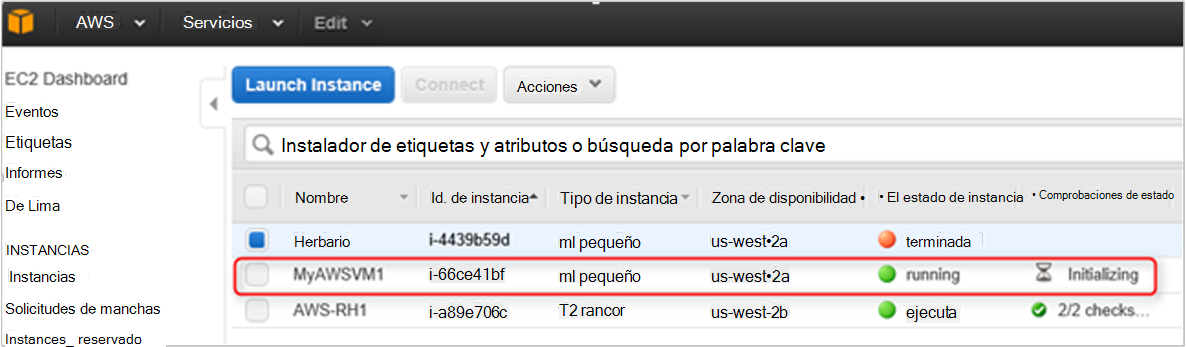 AWS Servicios Edit
EC2 Dashboard
Eventos
Etiquetas
Informes
De Lima
INSTANCIAS
Instancias
Solicitudes de manchas
Instances_ reservado
Launch Instance Connect Acciones
Instalador de etiquetas y atributos o búsqueda por palabra clave
Nombre Id. de instancia Tipo de instancia Zona de disponibilidad • • El estado de instancia • Comprobaciones de estado
Herbario i-4439b59d ml pequeño us-west•2a terminada
MyAWSVM1 i-66ce41bf ml pequeño us-west•2a running Initializing
AWS-RH1 i-a89e706c T2 rancor us-west-2b ejecuta 2/2 checks...